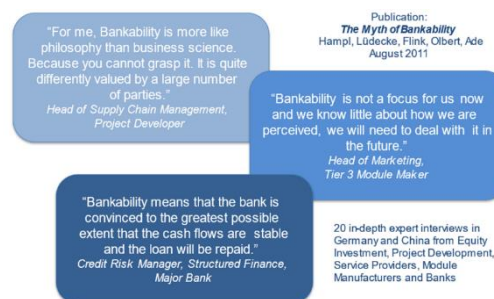 “For me, Bankability is more like
philosophy than business science.
Because you cannot grasp it. It is quite
differently valued by a large number
of parties.”
Head of Supply Chain Management,
Project Developer
Publication:
The Myth of Bankability
Hampl, Lüdecke, Flink, Olbert, Ade
August 2011
“Bankability is not a focus for us now
and we know little about how we are
perceived, we will need to deal with it in
the future.”
Head of Marketing,
Tier 3 Module Maker
“Bankability means that the bank is
convinced to the greatest possible
extent that the cash flows are stable
and the loan will be repaid.”
Credit Risk Manager, Structured Finance,
Major Bank
20 in-depth expert interviews in
Germany and China from Equity
Investment, Project Development,
Service Providers, Module
Manufacturers and Banks